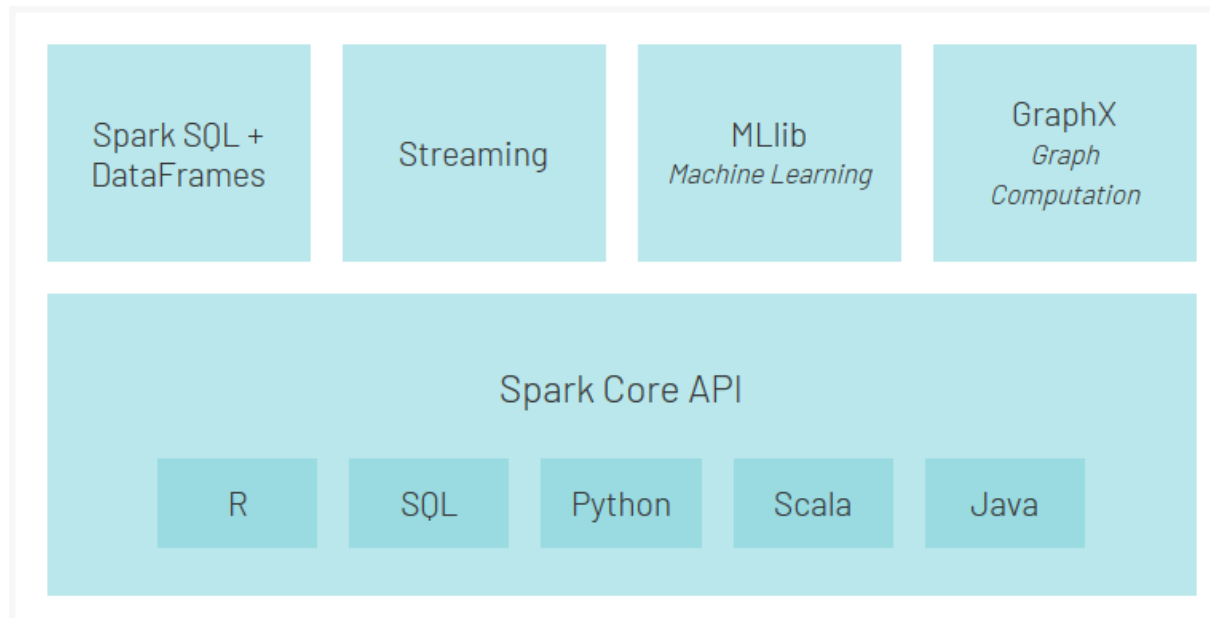 Spark SQL +
DataFrames
Streaming
MLlib
Machine Learning
GraphX
Graph
Computation
Spark Core API
R
SQL
Python
Scala
Java